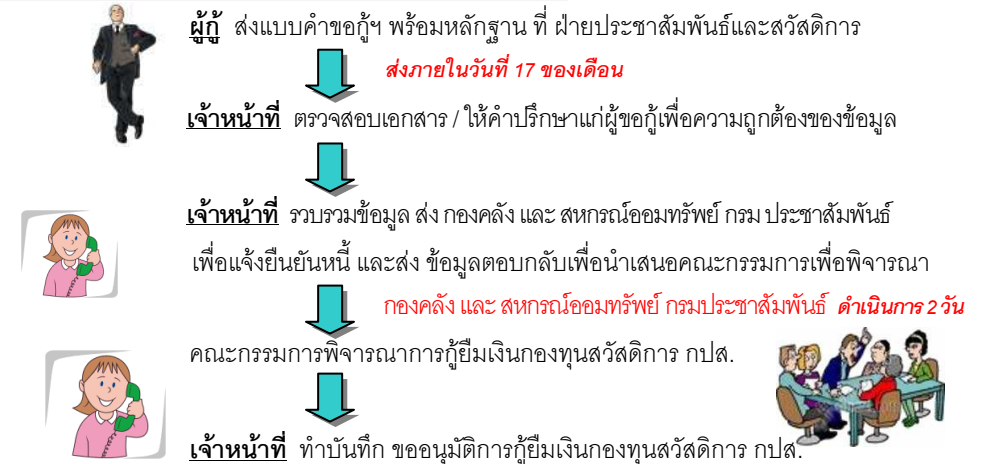 ผู้กู้ ส่งแบบคำขอกู้ฯ พร้อมหลักฐาน ที่ ฝ่ายประชาสัมพันธ์และสวัสดิการ
ส่งภายในวันที่ 17 ของเดือน
เจ้าหน้าที่ ตรวจสอบเอกสาร / ให้คำปรึกษาแก่ผู้ขอกู้เพื่อความถูกต้องของข้อมูล
เจ้าหน้าที่ รวบรวมข้อมูล ส่ง กองคลัง และ สหกรณ์ออมทรัพย์ กรม ประชาสัมพันธ์
เพื่อแจ้งยืนยันหนี้ และส่ง ข้อมูลตอบกลับเพื่อนำเสนอคณะกรรมการเพื่อพิจารณา
กองคลัง และ สหกรณ์ออมทรัพย์ กรมประชาสัมพันธ์ ดำเนินการ 2 วัน
คณะกรรมการพิจารณาการกู้ยืมเงินกองทุนสวัสดิการ กปส.
เจ้าหน้าที่ ทำบันทึก ขออนุมัติการกู้ยืมเงินกองทุนสวัสดิการ กปส.